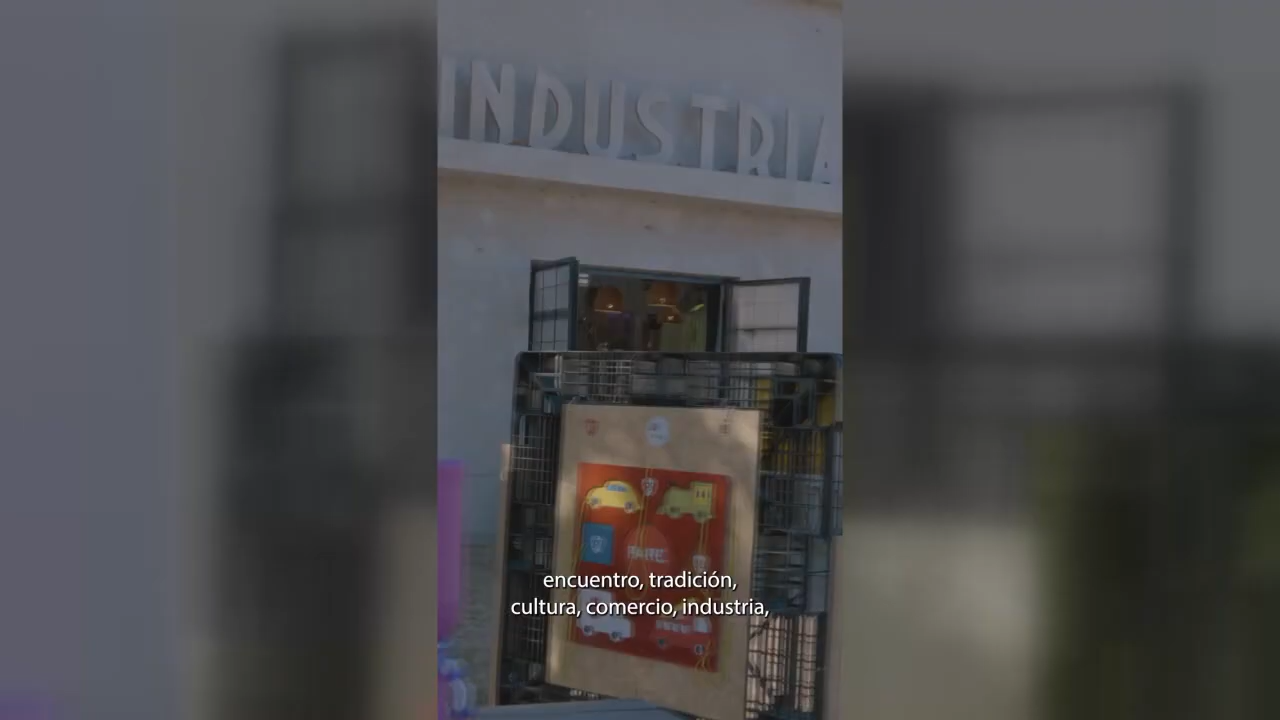 INDUSTRIA
encuentro, tradición,
cultura, comercio, industria,